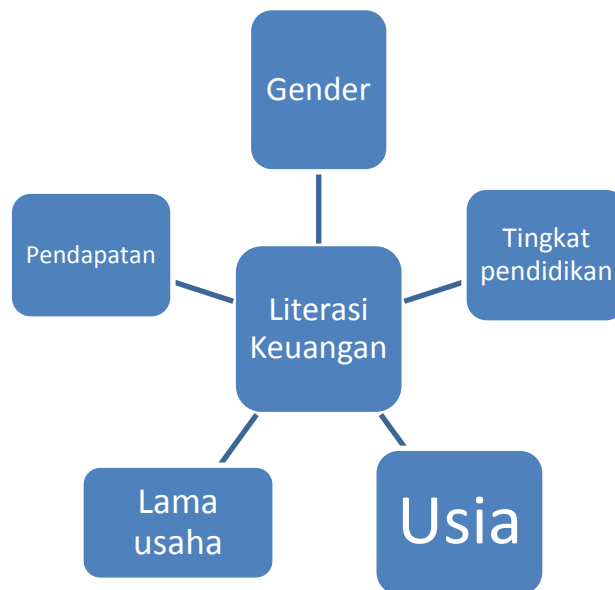 Gender
Pendapatan
Tingkat
pendidikan
Literasi
Keuangan
Lama
usaha
Usia